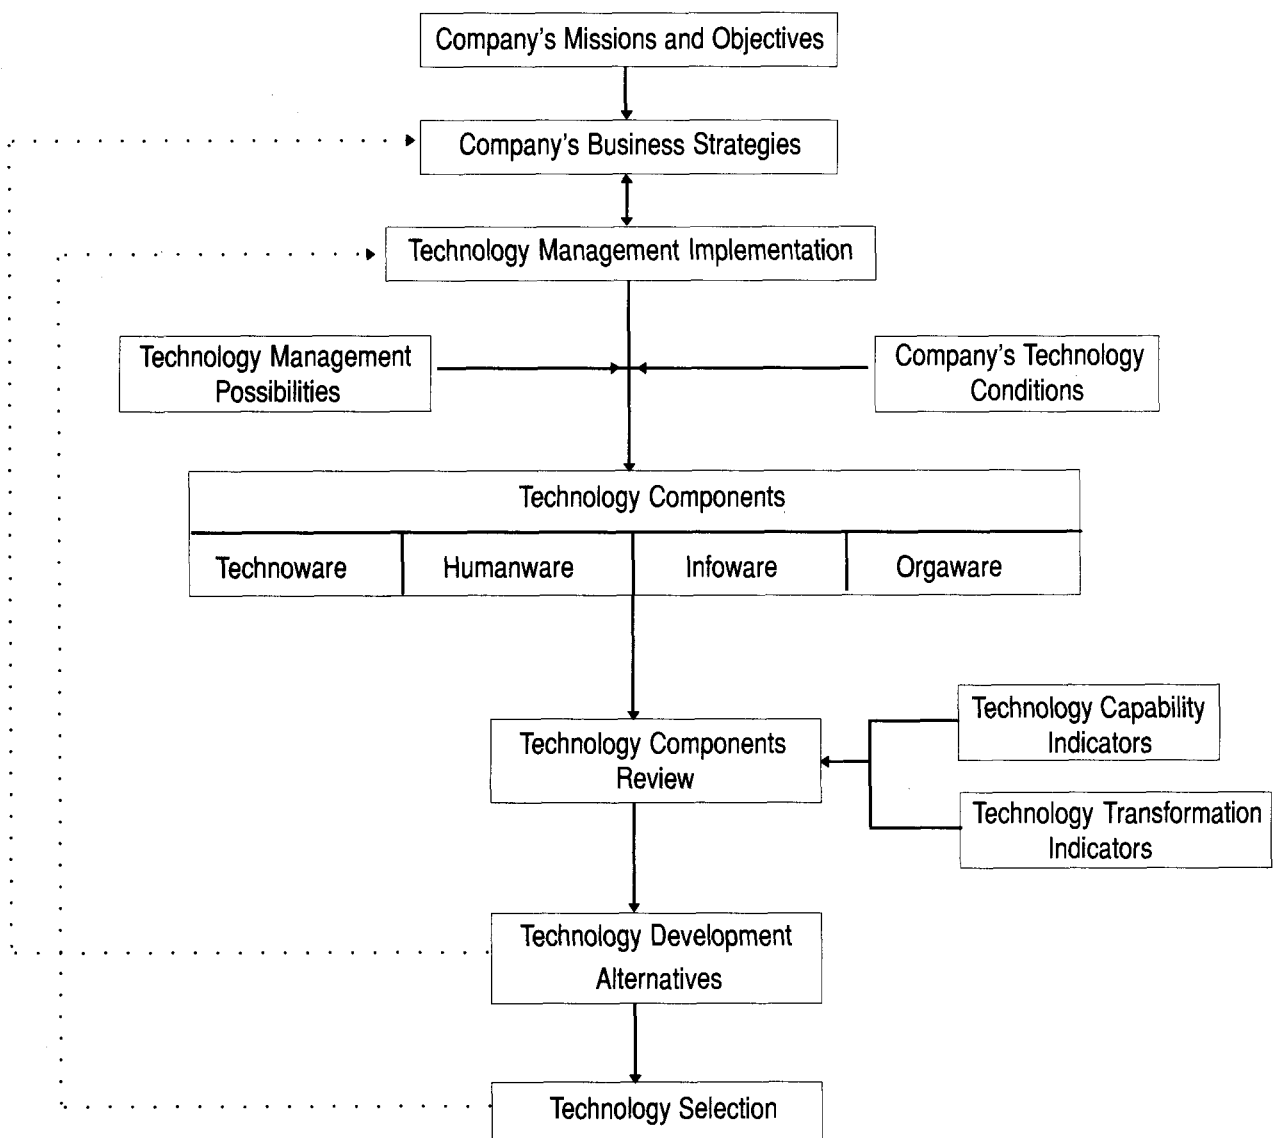 Company's Missions and Objectives
Company's Business Strategies
Technology Management Implementation
Technology Management
Possibilities
Company's Technology
Conditions
Technology Components
Technoware
Humanware
Infoware
Orgaware
Technology Components
Review
Technology Capability
Indicators
Technology Transformation
Indicators
Technology Development
Alternatives
Technology Selection